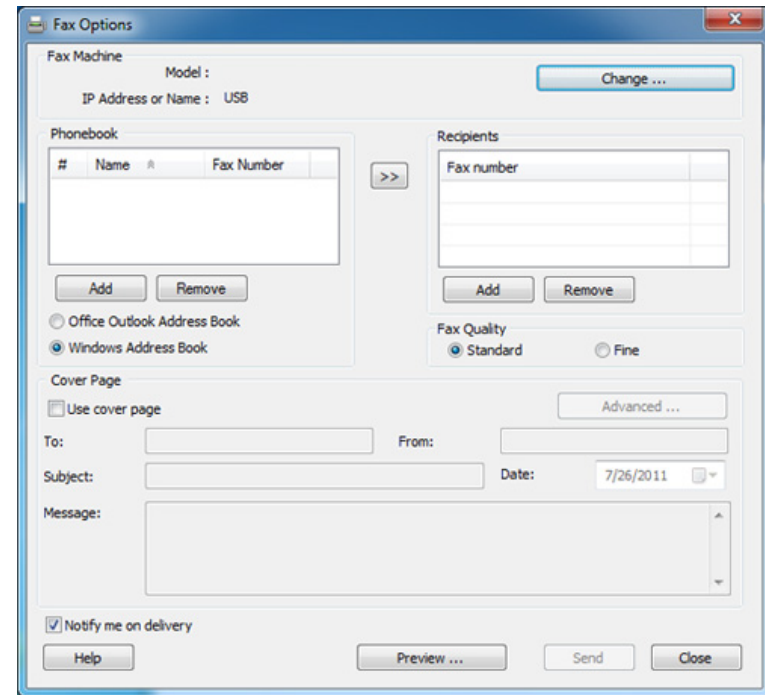 Fax Options
Fax Machine
Model :
Change ...
IP Address or Name : USB
Phonebook
# Name Fax Number
Add Remove
Office Outlook Address Book
Windows Address Book
>>
Recipients
Fax number
Add Remove
Fax Quality
Standard Fine
Cover Page
Use cover page
Advanced ...
To: From:
Subject: Date: 7/26/2011
Message:
Notify me on delivery
Help Preview ... Send Close